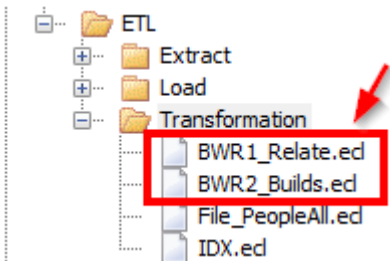 ETL
Extract
Load
Transformation
BWR1_Relate.ecl
BWR2_Builds.ecl
File_PeopleAll.ecl
IDX.ecl